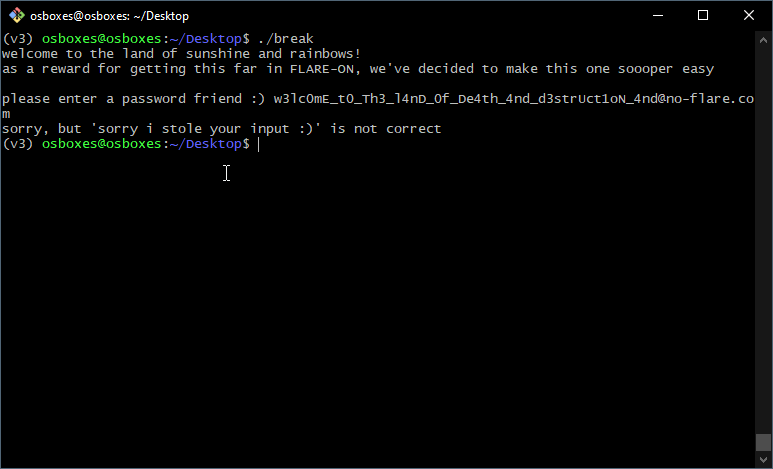 osboxes@osboxes: ~/Desktop
(v3) osboxes@osboxes:~/Desktop$ ./break
welcome to the land of sunshine and rainbows!
as a reward for getting this far in FLARE-ON, we've decided to make this one soooper easy
please enter a password friend :) w3lc0mE_t0_Th3_l4nD_0f_De4th_4nd_d3strUct1oN_4nd@no-flare.co
m
sorry, but 'sorry i stole your input :)' is not correct
(v3) osboxes@osboxes:~/Desktop$